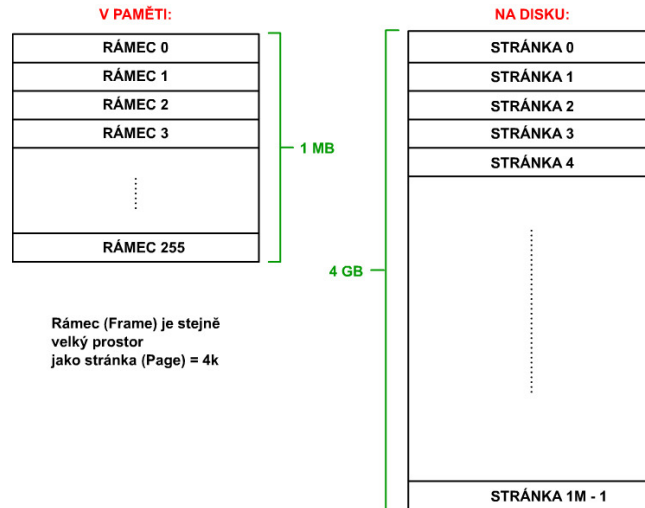 V PAMĚTI:
RÁMEC 0
RÁMEC 1
RÁMEC 2
RÁMEC 3
RÁMEC 255
1 MB
Rámec (Frame) je stejně
velký prostor
jako stránka (Page) = 4k
NA DISKU:
STRÁNKA 0
STRÁNKA 1
STRÁNKA 2
STRÁNKA 3
STRÁNKA 4
4 GB
STRÁNKA 1M - 1